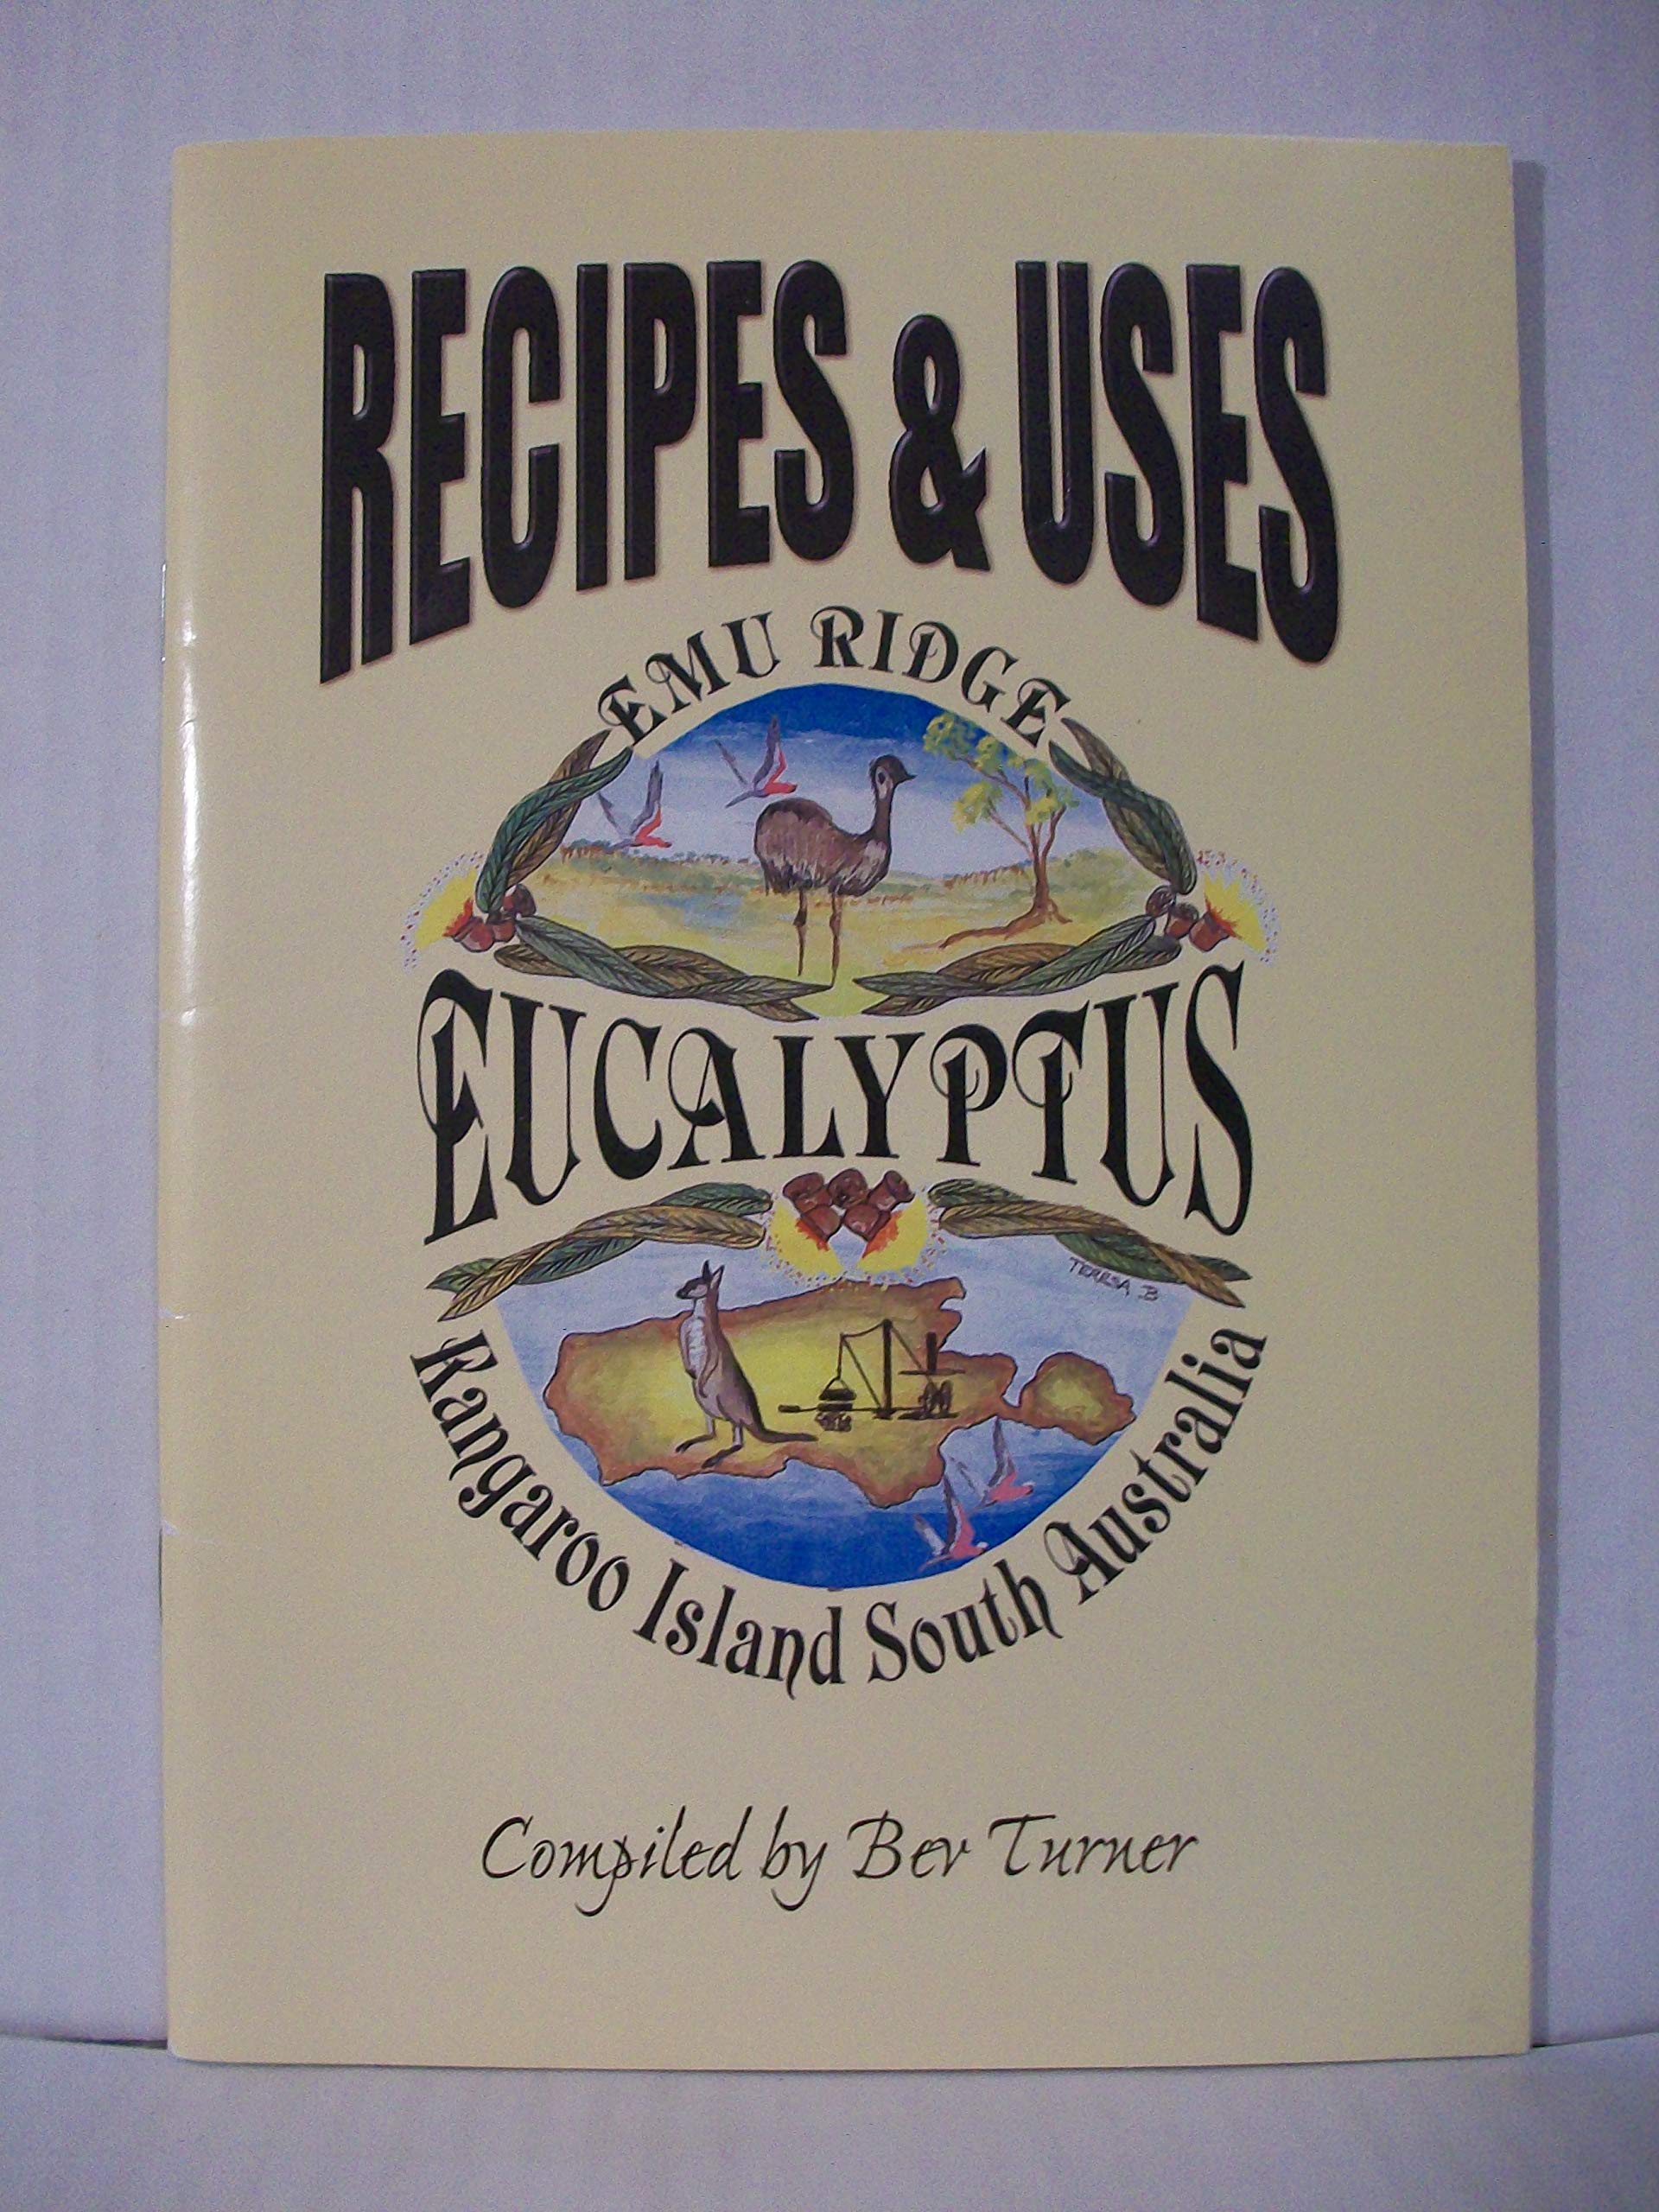 RECIPES & USES
EMU RIDGE
EUCALYPTUS
TERESA B
Kangaroo Island South Australia
Compiled by Bev Turner